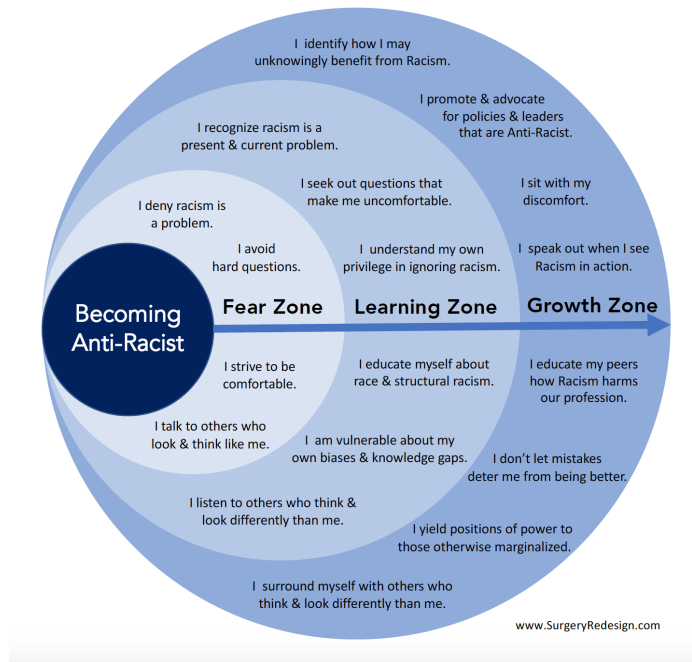 I identify how I may
unknowingly benefit from Racism.
I promote & advocate
for policies & leaders
that are Anti-Racist.
I recognize racism is a
present & current problem.
I seek out questions that
make me uncomfortable.
I sit with my
discomfort.
I deny racism is
a problem.
I avoid
hard questions.
I understand my own
privilege in ignoring racism.
I speak out when I see
Racism in action.
Becoming
Anti-Racist
Fear Zone
Learning Zone
Growth Zone
I strive to be
comfortable.
I educate myself about
race & structural racism.
I educate my peers
how Racism harms
our profession.
I talk to others who
look & think like me.
I am vulnerable about my
own biases & knowledge gaps.
I don’t let mistakes
deter me from being better.
I listen to others who think &
look differently than me.
I yield positions of power to
those otherwise marginalized.
I surround myself with others who
think & look differently than me.
www.SurgeryRedesign.com